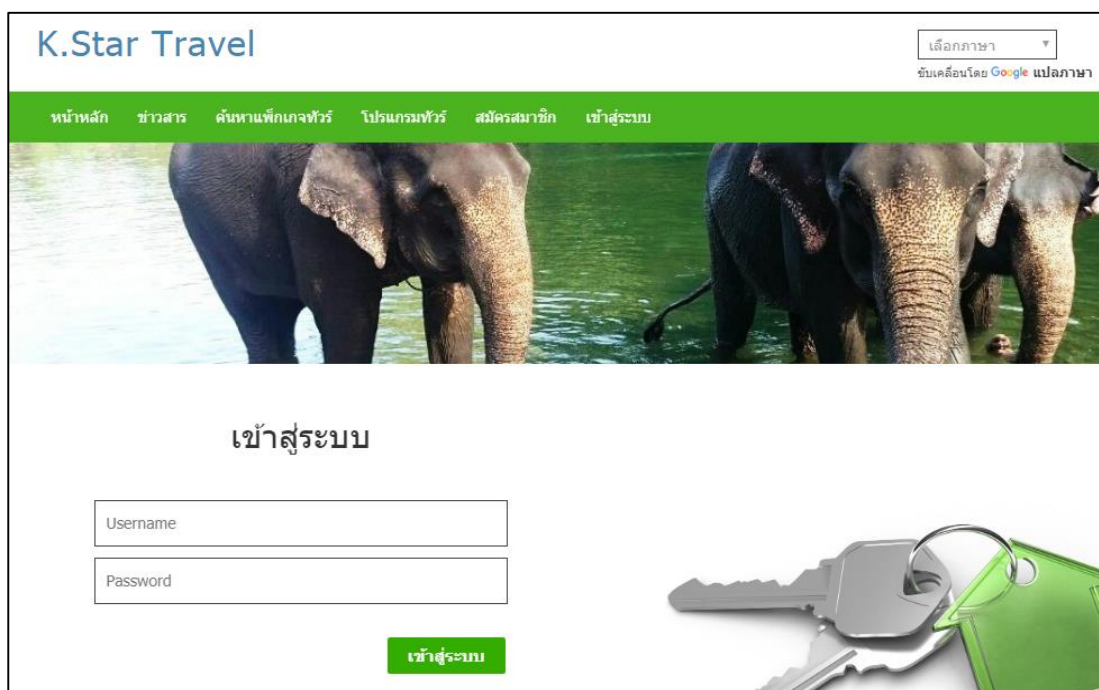 K.Star Travel
เลือกภาษา
ขับเคลื่อนโดย Google แปลภาษา
หน้าหลัก ข่าวสาร ค้นหาแพ็กเกจทัวร์ โปรแกรมทัวร์ สมัครสมาชิก เข้าสู่ระบบ
เข้าสู่ระบบ
Username
Password
เข้าสู่ระบบ